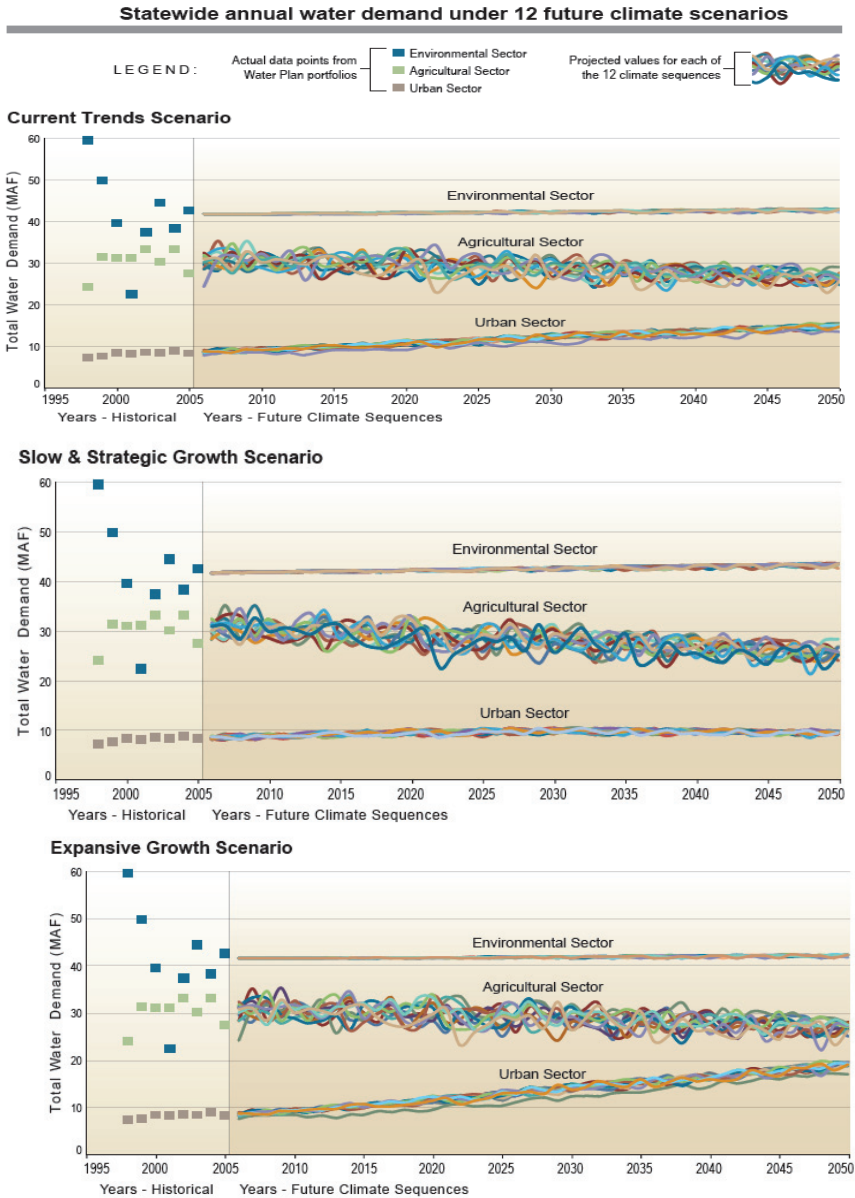 Statewide annual water demand under 12 future climate scenarios
LEGEND:
Actual data points from
Water Plan portfolios
Environmental Sector
Agricultural Sector
Urban Sector
Projected values for each of
the 12 climate sequences
Current Trends Scenario
Total Water Demand (MAF)
60
50
40
30
20
10
0
Environmental Sector
Agricultural Sector
Urban Sector
1995 2000 2005 2010 2015 2020 2025 2030 2035 2040 2045 2050
Years - Historical Years - Future Climate Sequences
Slow & Strategic Growth Scenario
Total Water Demand (MAF)
60
50
40
30
20
10
0
Environmental Sector
Agricultural Sector
Urban Sector
1995 2000 2005 2010 2015 2020 2025 2030 2035 2040 2045 2050
Years - Historical Years - Future Climate Sequences
Expansive Growth Scenario
Total Water Demand (MAF)
60
50
40
30
20
10
0
Environmental Sector
Agricultural Sector
Urban Sector
1995 2000 2005 2010 2015 2020 2025 2030 2035 2040 2045 2050
Years - Historical Years - Future Climate Sequences